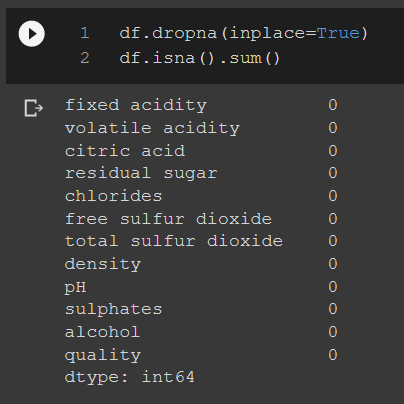 1 df.dropna(inplace=True)
2 df.isna().sum()
fixed acidity 0
volatile acidity 0
citric acid 0
residual sugar 0
chlorides 0
free sulfur dioxide 0
total sulfur dioxide 0
density 0
pH 0
sulphates 0
alcohol 0
quality 0
dtype: int64